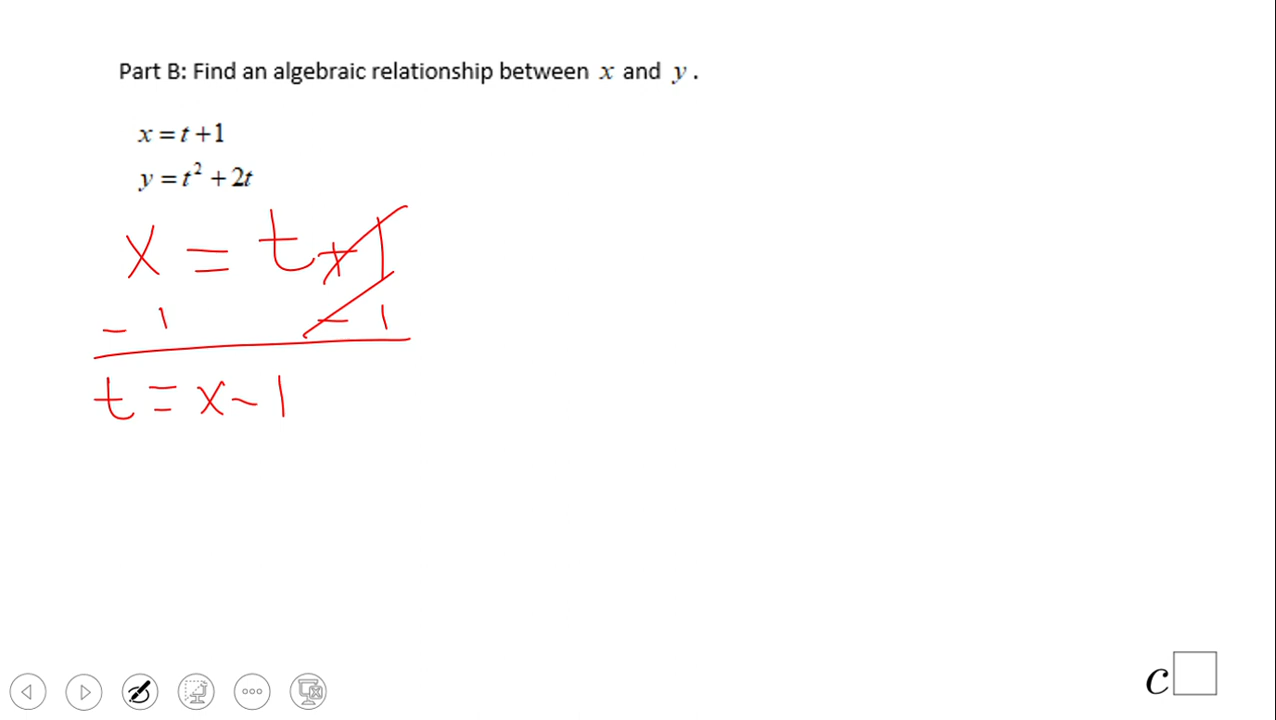 Part B: Find an algebraic relationship between x and y.
x = t + 1
y = t² + 2t
x = t + 1
- 1 - 1
t = x - 1
c